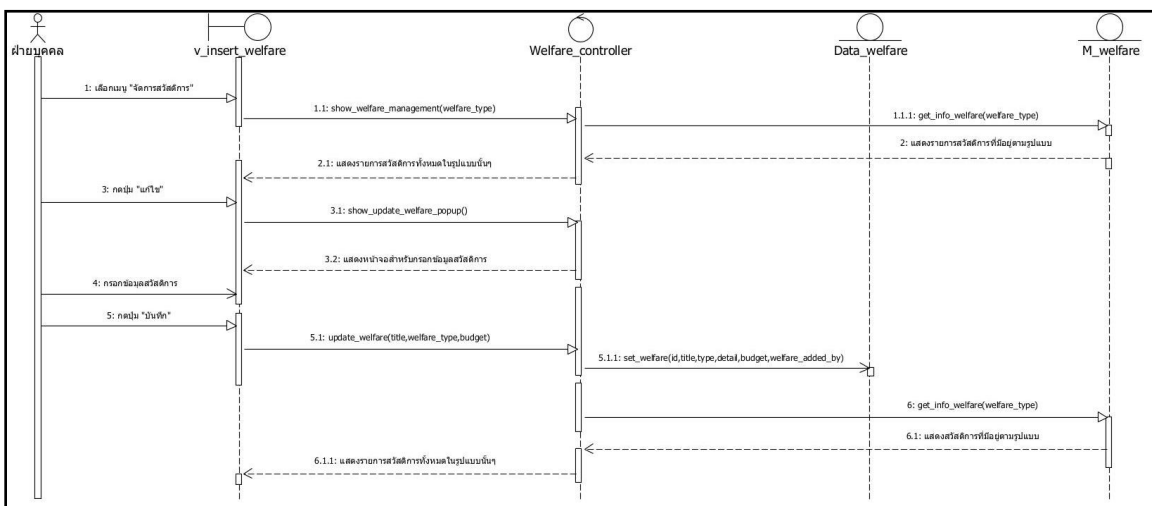 ฝ่ายบุคคล
v_insert_welfare
Welfare_controller
Data_welfare
M_welfare
1: เลือกเมนู "จัดการสวัสดิการ"
1.1: show_welfare_management(welfare_type)
1.1.1: get_info_welfare(welfare_type)
2: แสดงรายการสวัสดิการที่มีอยู่ตามรูปแบบ
2.1: แสดงรายการสวัสดิการทั้งหมดในรูปแบบนั้นๆ
3: กดปุ่ม "แก้ไข"
3.1: show_update_welfare_popup()
3.2: แสดงหน้าจอสำหรับกรอกข้อมูลสวัสดิการ
4: กรอกข้อมูลสวัสดิการ
5: กดปุ่ม "บันทึก"
5.1: update_welfare(title,welfare_type,budget)
5.1.1: set_welfare(id,title,type,detail,budget,welfare_added_by)
6: get_info_welfare(welfare_type)
6.1: แสดงสวัสดิการที่มีอยู่ตามรูปแบบ
6.1.1: แสดงรายการสวัสดิการทั้งหมดในรูปแบบนั้นๆ